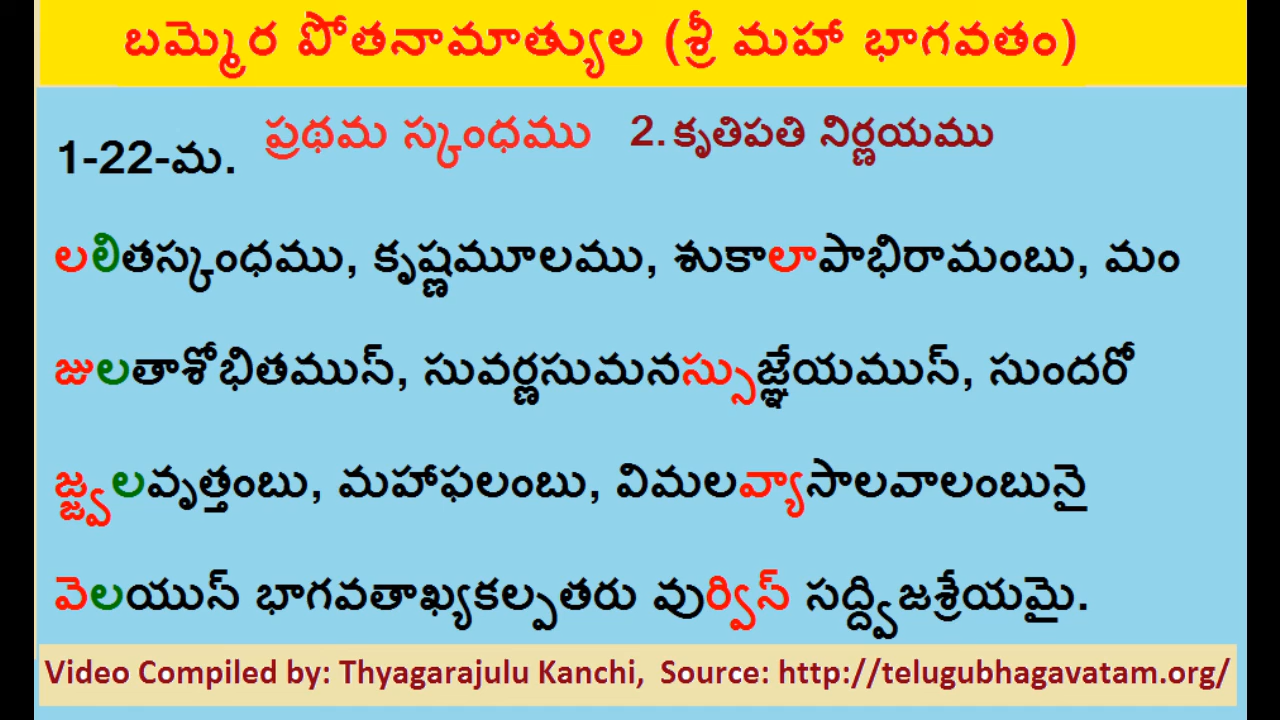 బమ్మెర పోతనామాత్యుల (శ్రీ మహా భాగవతం)
1-22-మ. ప్రథమ స్కంధము 2. కృతిపతి నిర్ణయము
లలితస్కంధము, కృష్ణమూలము, శుకాలాపాభిరామంబు, మం
జులతాశోభితమున్, సువర్ణసుమనస్సుజ్ఞేయమున్, సుందరో
జ్జ్వలవృత్తంబు, మహాఫలంబు, విమలవ్యాసాలవాలంబునై
వెలయున్ భాగవతాఖ్యకల్పతరు వుర్విన్ సద్ద్విజశ్రేయమై.
Video Compiled by: Thyagarajulu Kanchi, Source: http://telugubhagavatam.org/